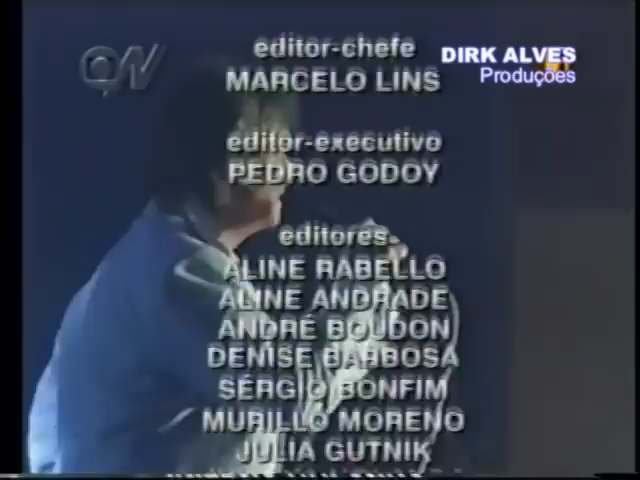 editor-chefe
MARCELO LINS
DIRK ALVES
Produções
editor-executivo
PEDRO GODOY
editores
ALINE RABELLO
ALINE ANDRADE
ANDRÉ BOUDON
DENISE BARBOSA
SÉRGIO BONFIM
MURILLO MORENO
JULIA GUTNIK